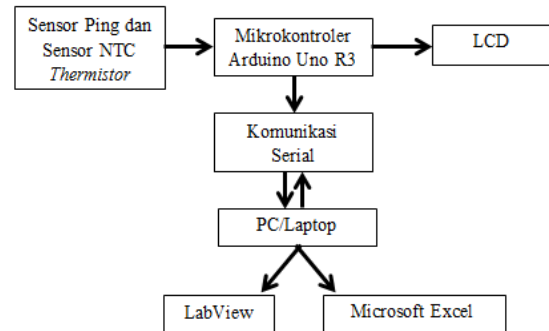 Sensor Ping dan
Sensor NTC
Thermistor
Mikrokontroler
Arduino Uno R3
LCD
Komunikasi
Serial
PC/Laptop
LabView
Microsoft Excel